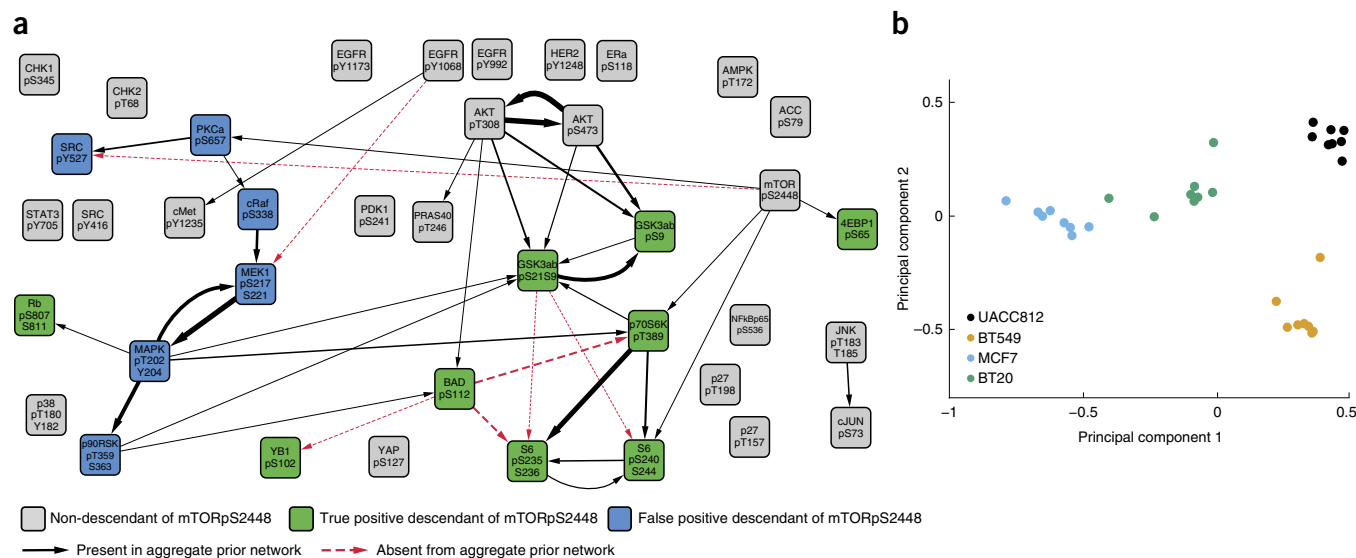 a
b
CHK1
pS345
CHK2
pT68
EGFR
pY1173
EGFR
pY1068
EGFR
pY992
HER2
pY1248
ERa
pS118
AMPK
pT172
ACC
pS79
SRC
pY527
PKCa
pS657
AKT
pT308
AKT
pS473
mTOR
pS2448
STAT3
pY705
SRC
pY416
cMet
pY1235
cRaf
pS338
PDK1
pS241
PRAS40
pT246
GSK3ab
pS9
4EBP1
pS65
MEK1
pS217
S221
GSK3ab
pS21S9
Rb
pS807
S811
MAPK
pT202
Y204
p70S6K
pT389
NFkBp65
pS536
JNK
pT183
T185
p38
pT180
Y182
BAD
pS112
p27
pT198
p90RSK
pT359
S363
YB1
pS102
YAP
pS127
S6
pS235
S236
S6
pS240
S244
p27
pT157
cJUN
pS73
Non-descendant of mTORpS2448
True positive descendant of mTORpS2448
False positive descendant of mTORpS2448
Present in aggregate prior network
Absent from aggregate prior network
Principal component 2
0.5
0
−0.5
UACC812
BT549
MCF7
BT20
−1
−0.5
0
0.5
Principal component 1